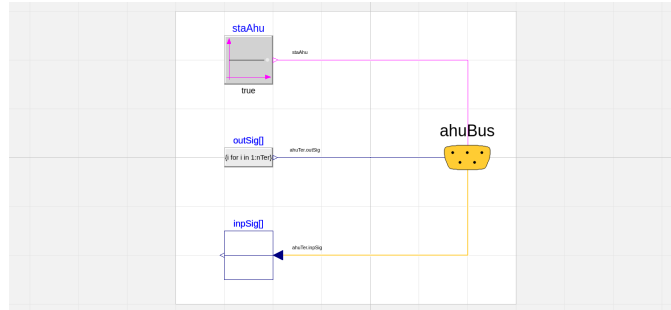 staAhu
staAhu
true
ahuBus
outSig[]
ahuTer.outSig
(i for i in 1:nTer)
inpSig[]
ahuTer.inpSig